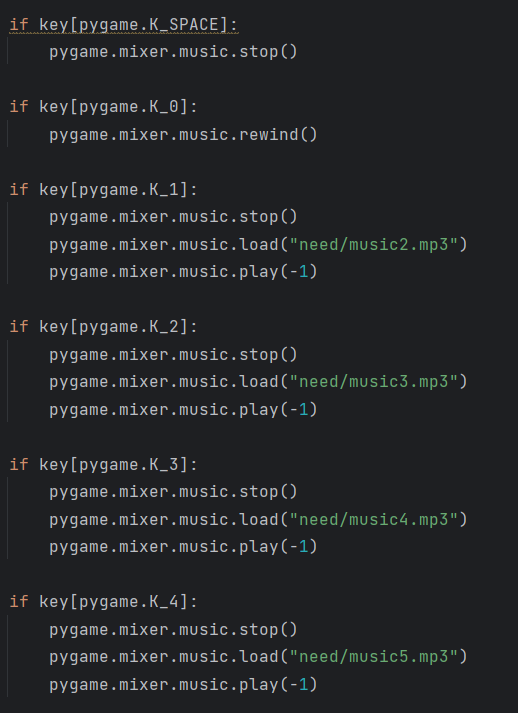 if key[pygame.K_SPACE]:
    pygame.mixer.music.stop()

if key[pygame.K_0]:
    pygame.mixer.music.rewind()

if key[pygame.K_1]:
    pygame.mixer.music.stop()
    pygame.mixer.music.load("need/music2.mp3")
    pygame.mixer.music.play(-1)

if key[pygame.K_2]:
    pygame.mixer.music.stop()
    pygame.mixer.music.load("need/music3.mp3")
    pygame.mixer.music.play(-1)

if key[pygame.K_3]:
    pygame.mixer.music.stop()
    pygame.mixer.music.load("need/music4.mp3")
    pygame.mixer.music.play(-1)

if key[pygame.K_4]:
    pygame.mixer.music.stop()
    pygame.mixer.music.load("need/music5.mp3")
    pygame.mixer.music.play(-1)